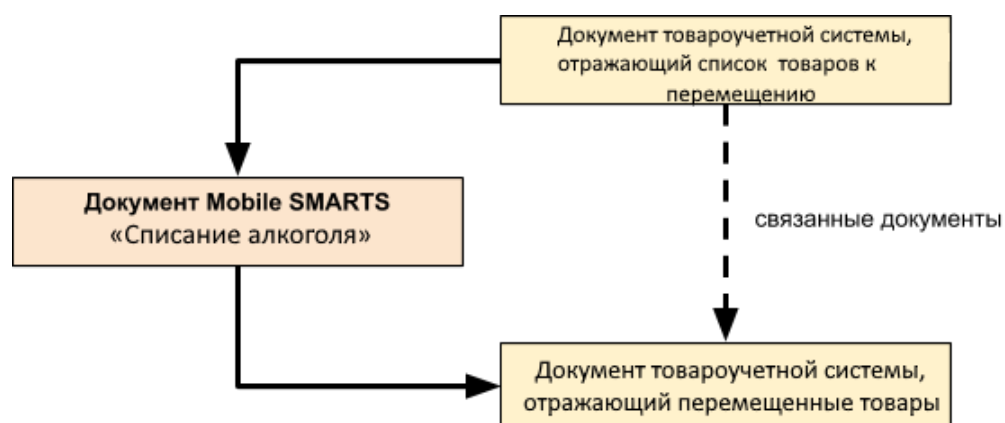 Документ товароучетной системы,
отражающий список товаров к
перемещению
Документ Mobile SMARTS
«Списание алкоголя»
связанные документы
Документ товароучетной системы,
отражающий перемещенные товары